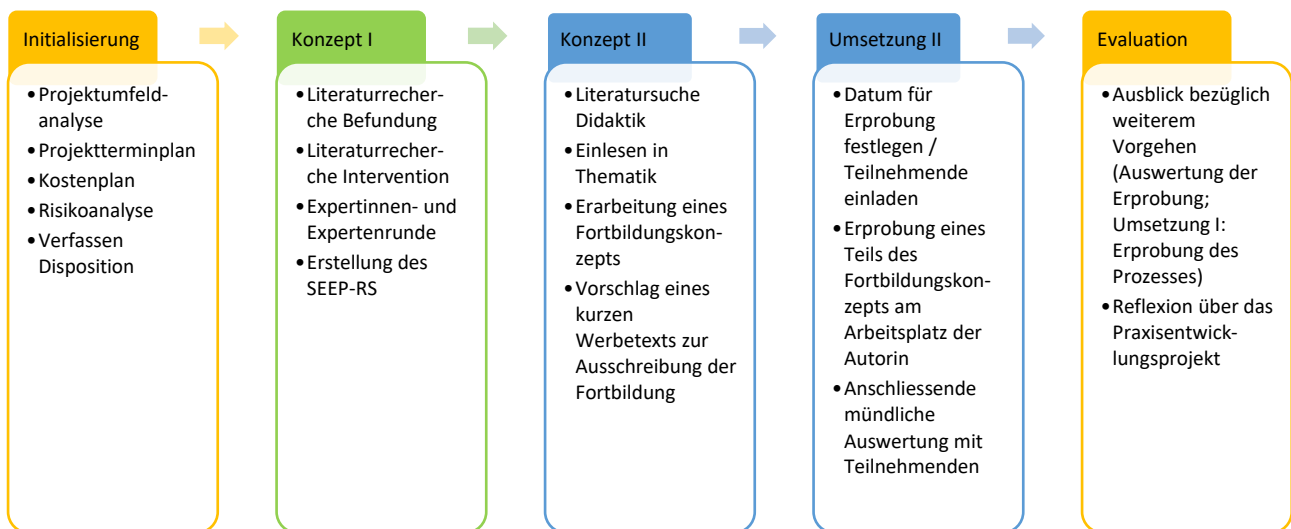 Initialisierung
•Projektumfeld-
analyse
•Projektterminplan
•Kostenplan
•Risikoanalyse
•Verfassen
Disposition
Konzept I
•Literaturrecher-
che Befundung
•Literaturrecher-
che Intervention
•Expertinnen- und
Expertenrunde
•Erstellung des
SEEP-RS
Konzept II
•Literatursuche
Didaktik
•Einlesen in
Thematik
•Erarbeitung eines
Fortbildungskon-
zepts
•Vorschlag eines
kurzen
Werbetexts zur
Ausschreibung der
Fortbildung
Umsetzung II
•Datum für
Erprobung
festlegen /
Teilnehmende
einladen
•Erprobung eines
Teils des
Fortbildungskon-
zepts am
Arbeitsplatz der
Autorin
•Anschliessende
mündliche
Auswertung mit
Teilnehmenden
Evaluation
•Ausblick bezüglich
weiterem
Vorgehen
(Auswertung der
Erprobung;
Umsetzung I:
Erprobung des
Prozesses)
•Reflexion über das
Praxisentwick-
lungsprojekt